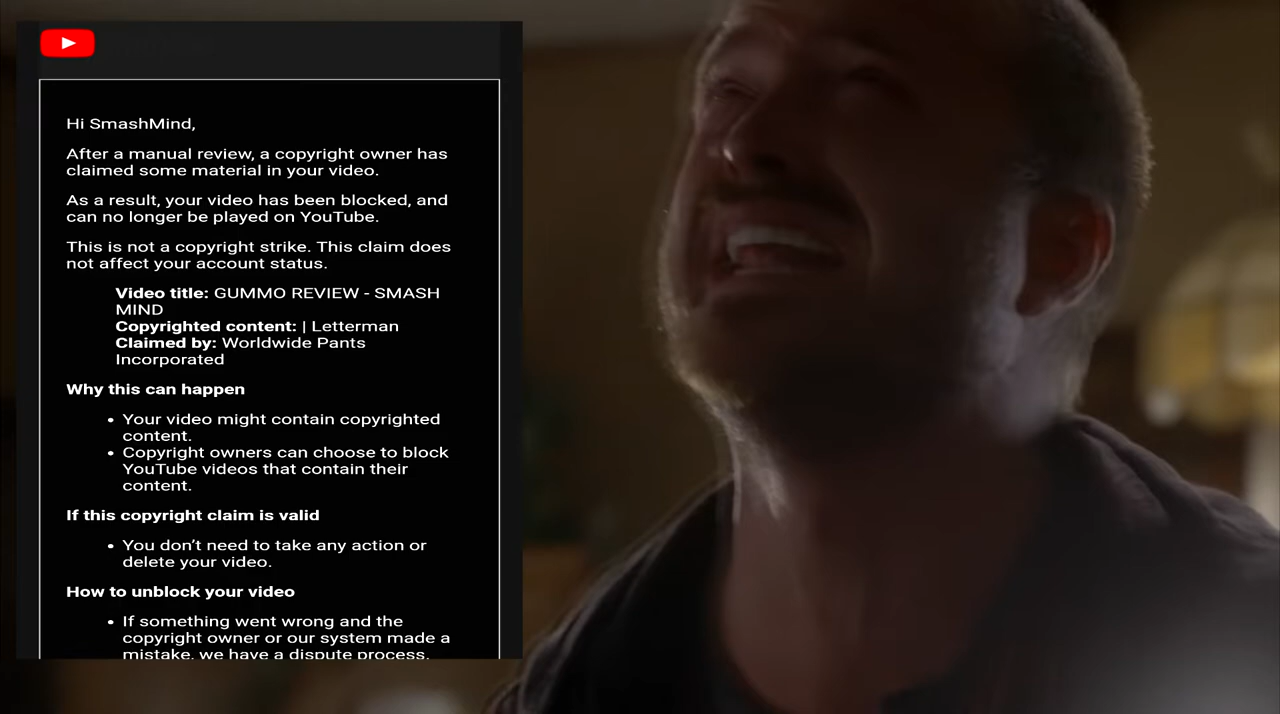 Hi SmashMind,
After a manual review, a copyright owner has
claimed some material in your video.
As a result, your video has been blocked, and
can no longer be played on YouTube.
This is not a copyright strike. This claim does
not affect your account status.
Video title: GUMMO REVIEW - SMASH
MIND
Copyrighted content: | Letterman
Claimed by: Worldwide Pants
Incorporated
Why this can happen
• Your video might contain copyrighted
content.
• Copyright owners can choose to block
YouTube videos that contain their
content.
If this copyright claim is valid
• You don’t need to take any action or
delete your video.
How to unblock your video
• If something went wrong and the
copyright owner or our system made a
mistake, we have a dispute process.